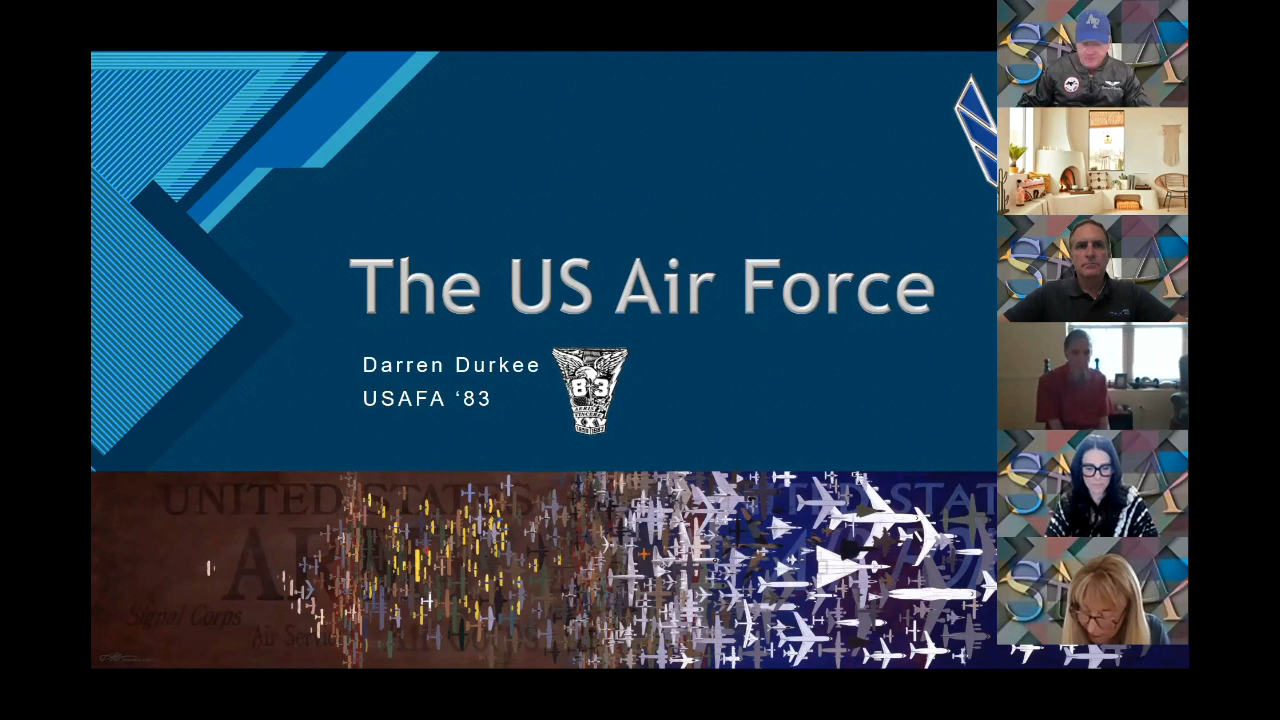 The US Air Force
Darren Durkee
USAFA ‘83
83
UNITED STATES
Signal Corps
Air Service